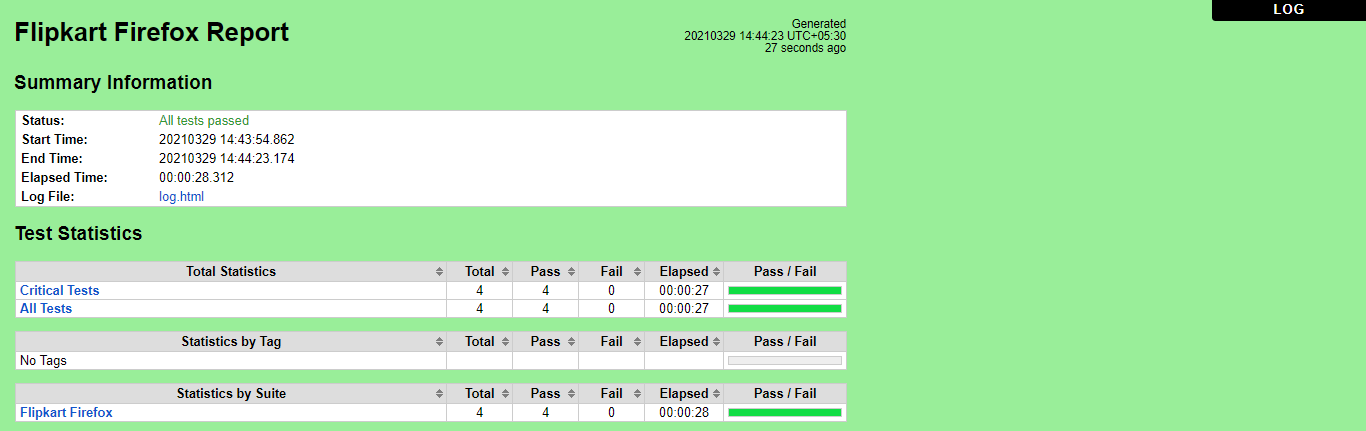 LOG
Flipkart Firefox Report
Generated
20210329 14:44:23 UTC+05:30
27 seconds ago
Summary Information
Status: All tests passed
Start Time: 20210329 14:43:54.862
End Time: 20210329 14:44:23.174
Elapsed Time: 00:00:28.312
Log File: log.html
Test Statistics
Total Statistics Total Pass Fail Elapsed Pass / Fail
Critical Tests 4 4 0 00:00:27
All Tests 4 4 0 00:00:27
Statistics by Tag Total Pass Fail Elapsed Pass / Fail
No Tags
Statistics by Suite Total Pass Fail Elapsed Pass / Fail
Flipkart Firefox 4 4 0 00:00:28